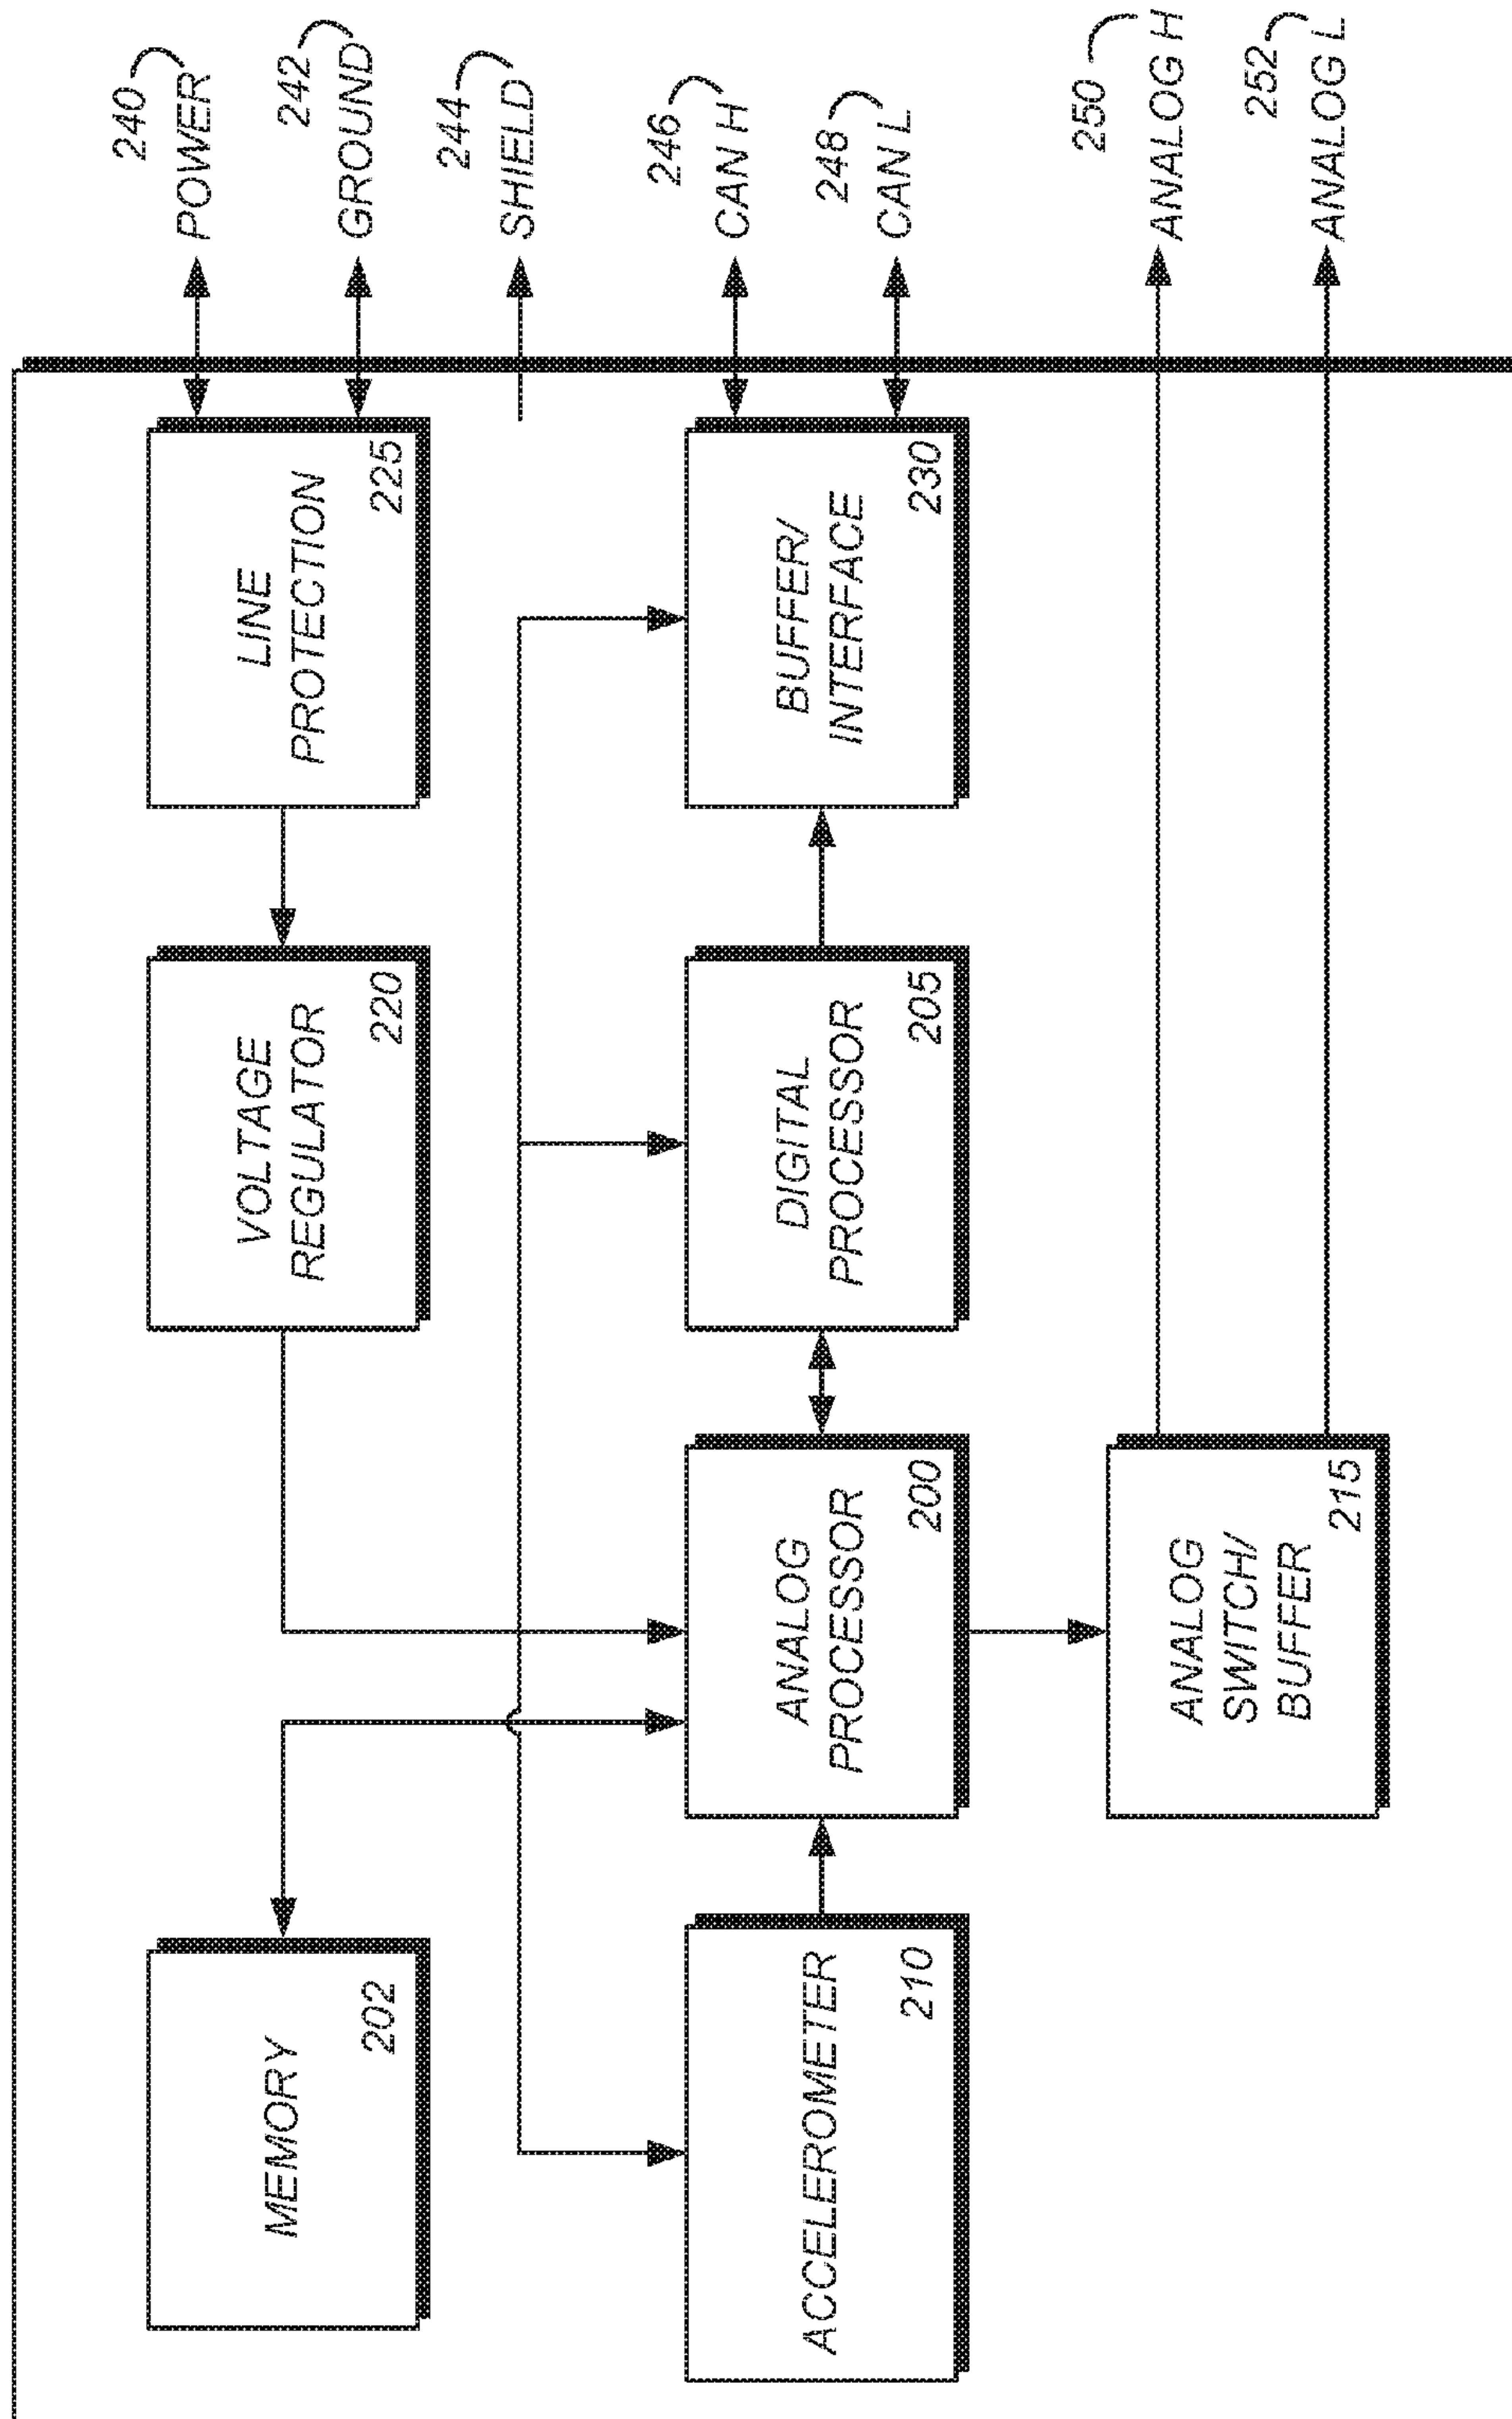 MEMORY
202
VOLTAGE
REGULATOR
220
LINE
PROTECTION
225
240
POWER
242
GROUND
244
SHIELD
ACCELEROMETER
210
ANALOG
PROCESSOR
200
DIGITAL
PROCESSOR
205
BUFFER/
INTERFACE
230
246
CAN H
248
CAN L
ANALOG
SWITCH/
BUFFER
215
250
ANALOG H
252
ANALOG L